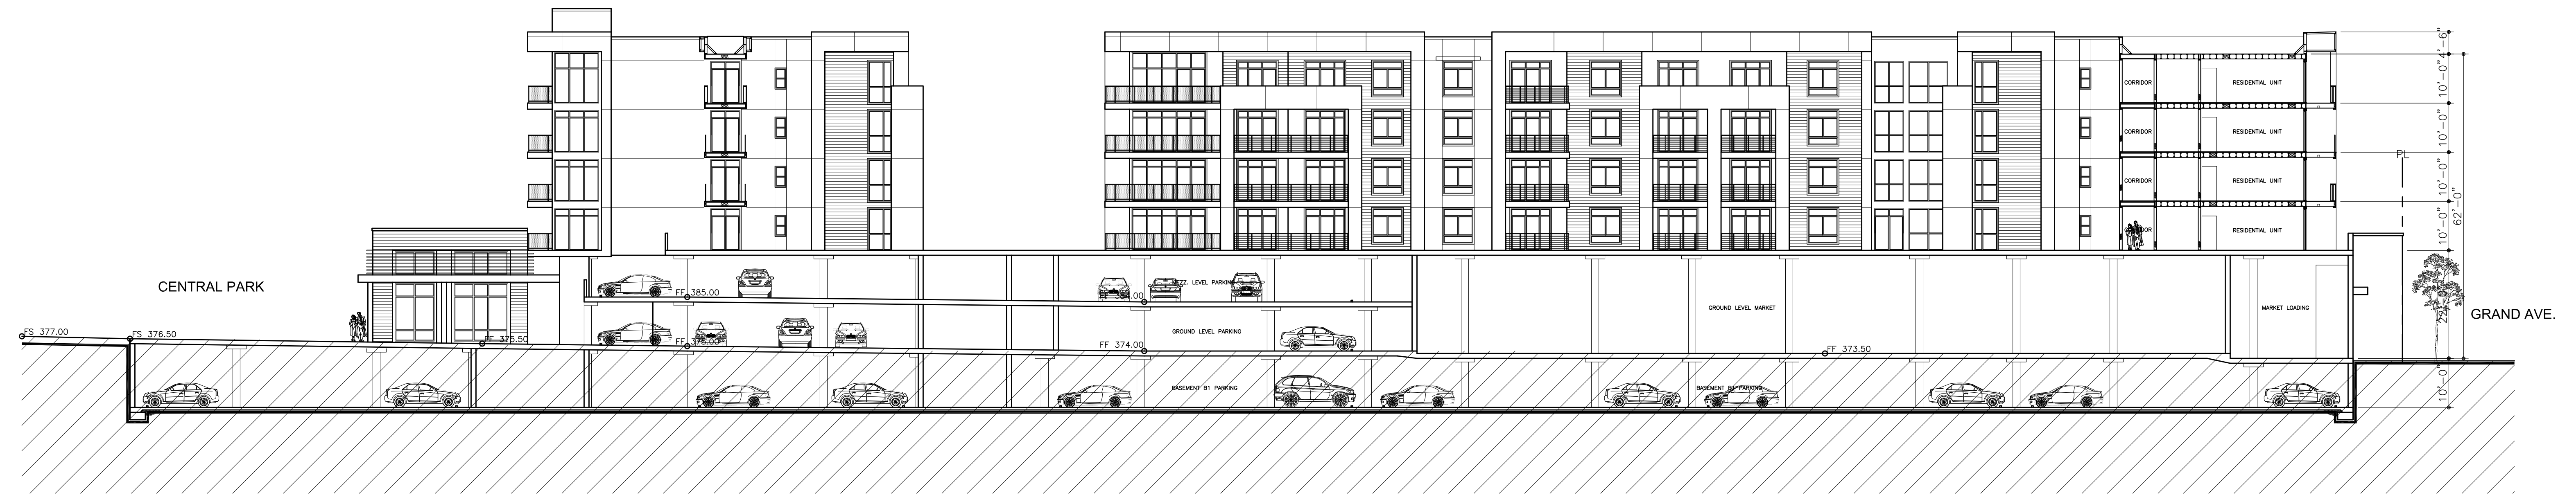 4'-6"
10'-0"
CORRIDOR
RESIDENTIAL UNIT
10'-0"
CORRIDOR
RESIDENTIAL UNIT
PL
10'-0"
CORRIDOR
RESIDENTIAL UNIT
62'-0"
10'-0"
RESIDENTIAL UNIT
CENTRAL PARK
FF 385.00
MEZZ. LEVEL PARKING
GROUND LEVEL MARKET
MARKET LOADING
GRAND AVE.
FS 377.00
FS 376.50
FF 375.50
GROUND LEVEL PARKING
FF 374.00
FF 373.50
BASEMENT B1 PARKING
BASEMENT B1 PARKING
10'-0"